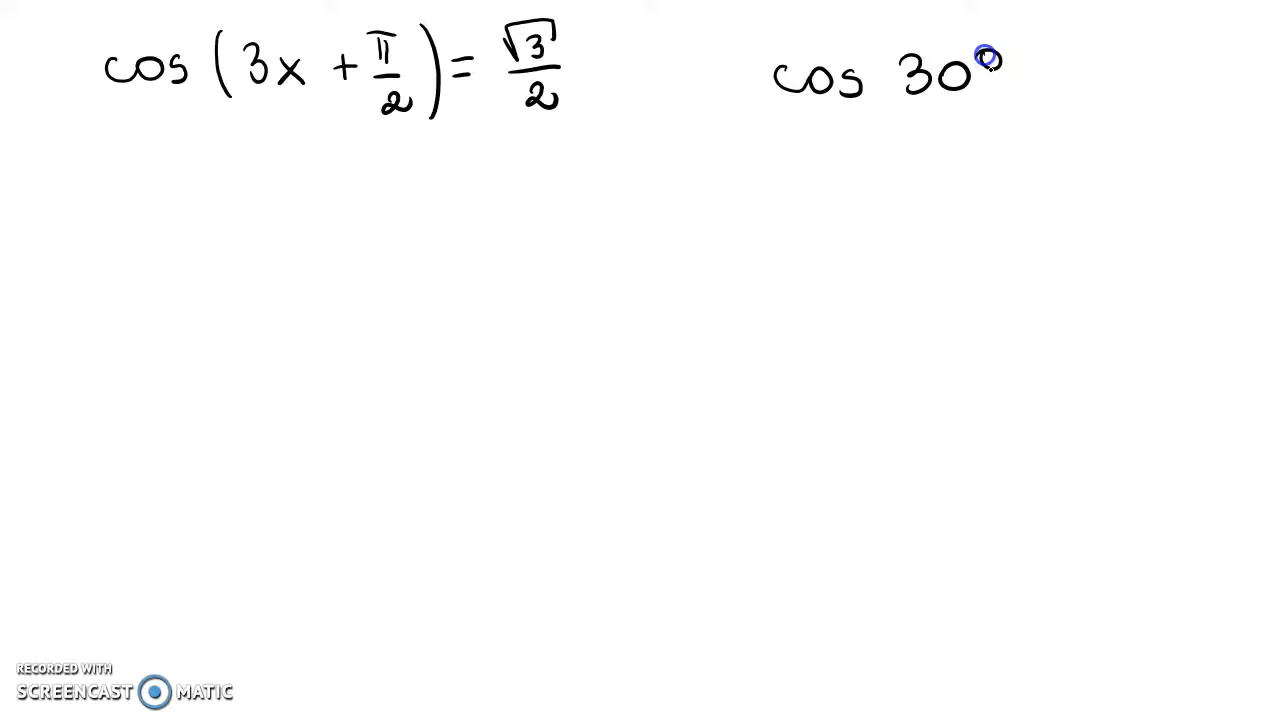 cos (3x + π/2) = √3/2
cos 30°
RECORDED WITH
SCREENCAST MATIC